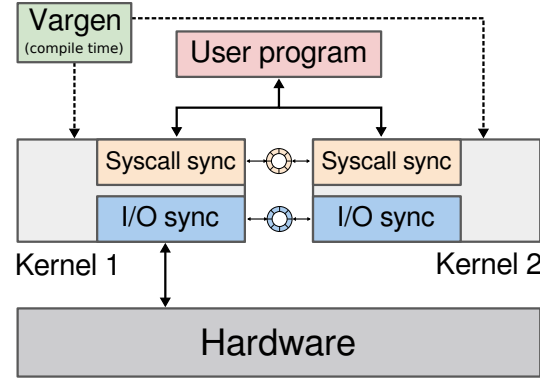 Vargen
(compile time)
User program
Syscall sync
Syscall sync
I/O sync
I/O sync
Kernel 1
Kernel 2
Hardware